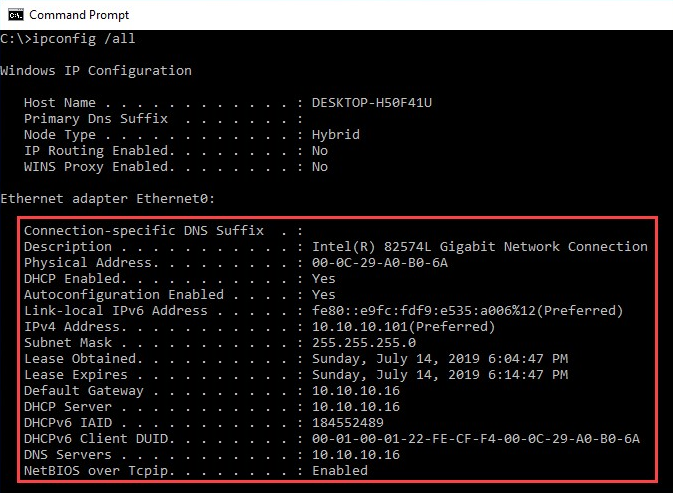 Command Prompt
C:\>ipconfig /all
Windows IP Configuration
Host Name . . . . . . . . . . . . : DESKTOP-H50F41U
Primary Dns Suffix  . . . . . . . :
Node Type . . . . . . . . . . . . : Hybrid
IP Routing Enabled. . . . . . . . : No
WINS Proxy Enabled. . . . . . . . : No
Ethernet adapter Ethernet0:
Connection-specific DNS Suffix  . :
Description . . . . . . . . . . . : Intel(R) 82574L Gigabit Network Connection
Physical Address. . . . . . . . . : 00-0C-29-A0-B0-6A
DHCP Enabled. . . . . . . . . . . : Yes
Autoconfiguration Enabled . . . . : Yes
Link-local IPv6 Address . . . . . : fe80::e9fc:fdf9:e535:a006%12(Preferred)
IPv4 Address. . . . . . . . . . . : 10.10.10.101(Preferred)
Subnet Mask . . . . . . . . . . . : 255.255.255.0
Lease Obtained. . . . . . . . . . : Sunday, July 14, 2019 6:04:47 PM
Lease Expires . . . . . . . . . . : Sunday, July 14, 2019 6:14:47 PM
Default Gateway . . . . . . . . . : 10.10.10.16
DHCP Server . . . . . . . . . . . : 10.10.10.16
DHCPv6 IAID . . . . . . . . . . . : 184552489
DHCPv6 Client DUID. . . . . . . . : 00-01-00-01-22-FE-CF-F4-00-0C-29-A0-B0-6A
DNS Servers . . . . . . . . . . . : 10.10.10.16
NetBIOS over Tcpip. . . . . . . . : Enabled